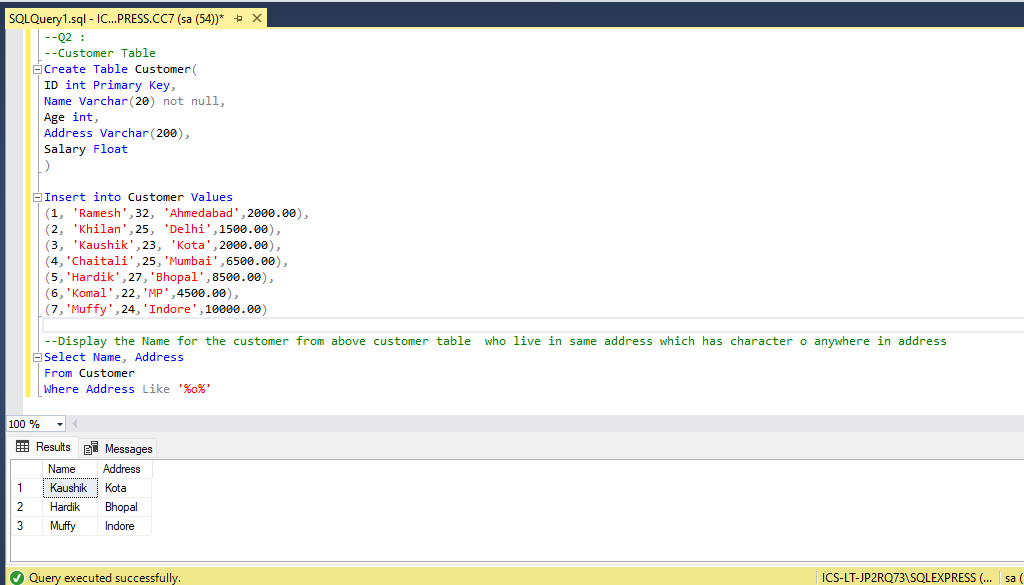 SQLQuery1.sql - IC...PRESS.CC7 (sa (54))*
--Q2 :
--Customer Table
Create Table Customer(
ID int Primary Key,
Name Varchar(20) not null,
Age int,
Address Varchar(200),
Salary Float
)
Insert into Customer Values
(1, 'Ramesh',32, 'Ahmedabad',2000.00),
(2, 'Khilan',25, 'Delhi',1500.00),
(3, 'Kaushik',23, 'Kota',2000.00),
(4,'Chaitali',25,'Mumbai',6500.00),
(5,'Hardik',27,'Bhopal',8500.00),
(6,'Komal',22,'MP',4500.00),
(7,'Muffy',24,'Indore',10000.00)
--Display the Name for the customer from above customer table  who live in same address which has character o anywhere in address
Select Name, Address
From Customer
Where Address Like '%o%'
100 %
Results Messages
Name Address
1 Kaushik Kota
2 Hardik Bhopal
3 Muffy Indore
Query executed successfully. ICS-LT-JP2RQ73\SQLEXPRESS (... sa (